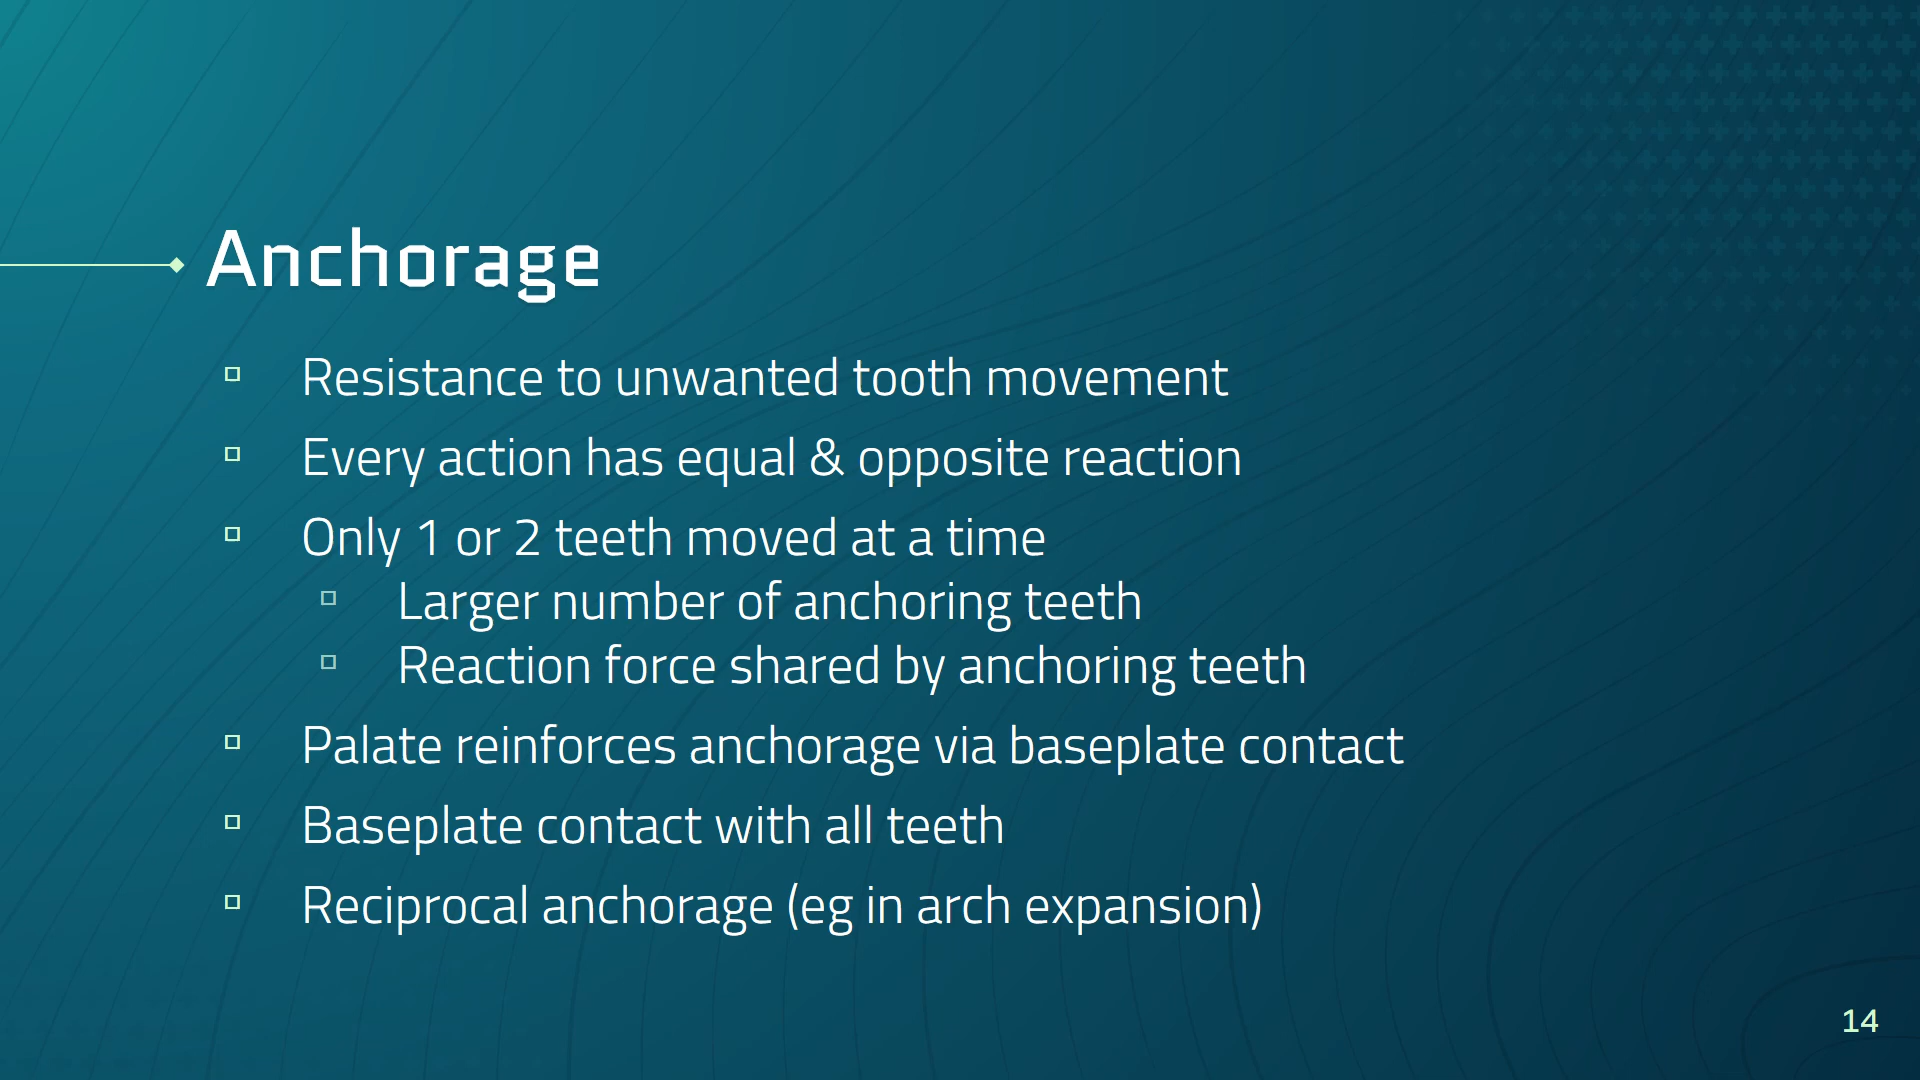 Anchorage
Resistance to unwanted tooth movement
Every action has equal & opposite reaction
Only 1 or 2 teeth moved at a time
Larger number of anchoring teeth
Reaction force shared by anchoring teeth
Palate reinforces anchorage via baseplate contact
Baseplate contact with all teeth
Reciprocal anchorage (eg in arch expansion)
14